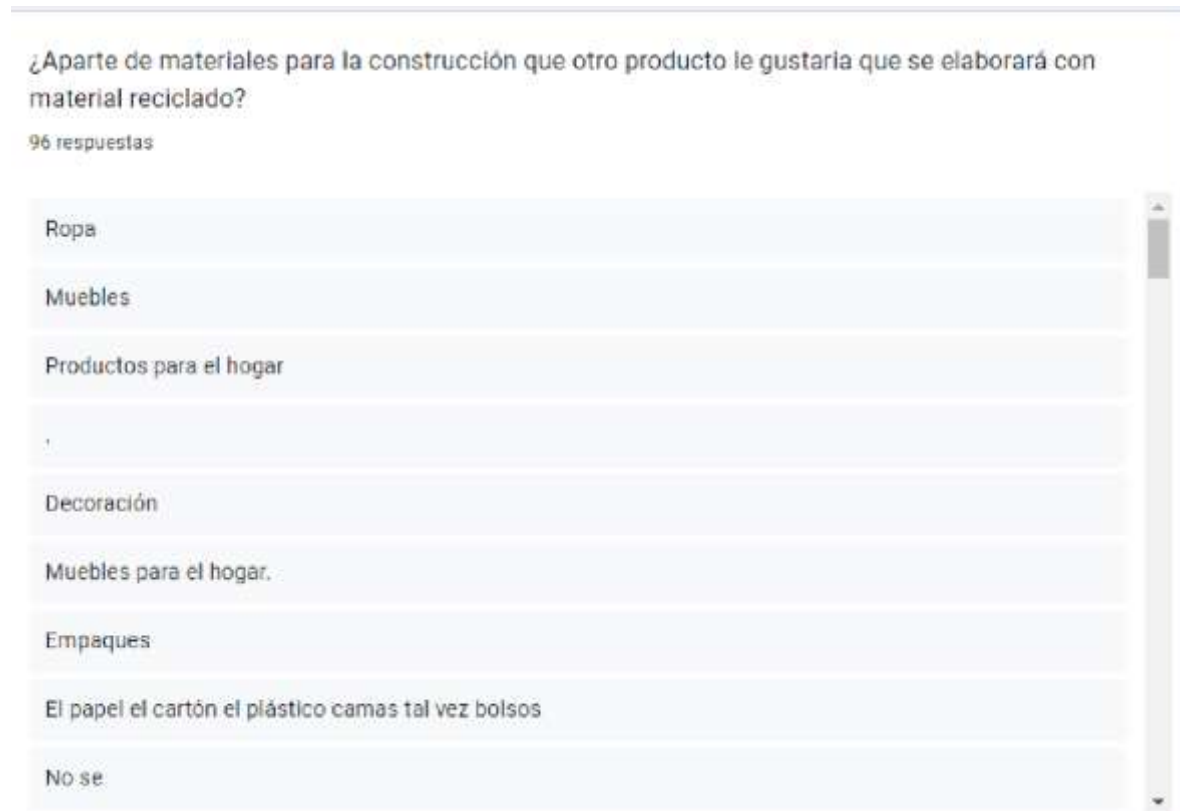 ¿Aparte de materiales para la construcción que otro producto le gustaria que se elaborará con
material reciclado?
96 respuestas
Ropa
Muebles
Productos para el hogar
.
Decoración
Muebles para el hogar.
Empaques
El papel el cartón el plástico camas tal vez bolsos
No se